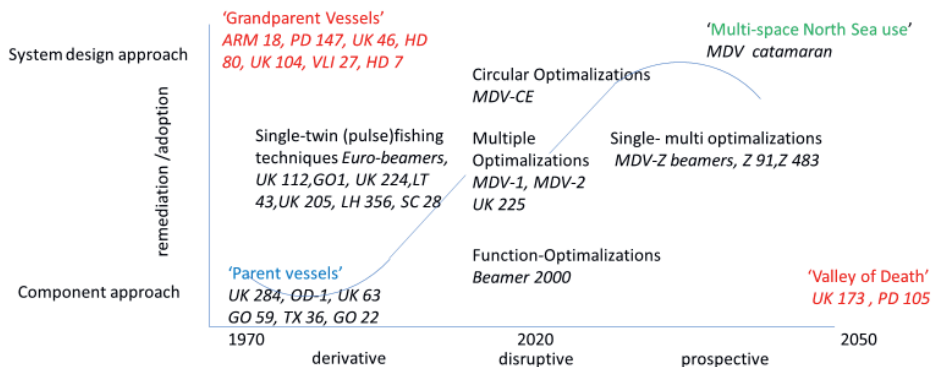 System design approach
remediation /adoption
Component approach
‘Grandparent Vessels’
ARM 18, PD 147, UK 46, HD
80, UK 104, VLI 27, HD 7
Single-twin (pulse)fishing
techniques Euro-beamers,
UK 112,GO1, UK 224,LT
43,UK 205, LH 356, SC 28
‘Parent vessels’
UK 284, OD-1, UK 63
GO 59, TX 36, GO 22
Circular Optimalizations
MDV-CE
Multiple
Optimalizations
MDV-1, MDV-2
UK 225
Function-Optimalizations
Beamer 2000
‘Multi-space North Sea use’
MDV catamaran
Single- multi optimalizations
MDV-Z beamers, Z 91,Z 483
‘Valley of Death’
UK 173 , PD 105
1970
2020
2050
derivative
disruptive
prospective